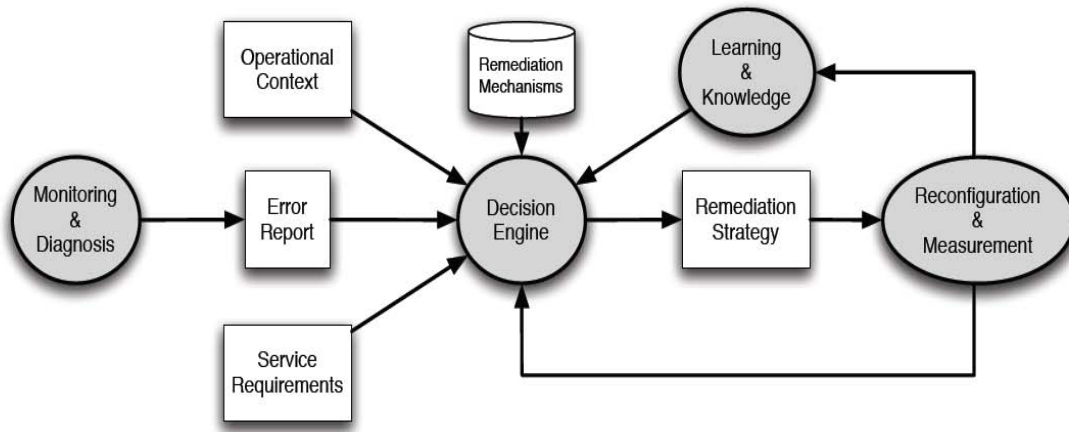 Operational
Context
Remediation
Mechanisms
Learning
&
Knowledge
Monitoring
&
Diagnosis
Error
Report
Decision
Engine
Remediation
Strategy
Reconfiguration
&
Measurement
Service
Requirements